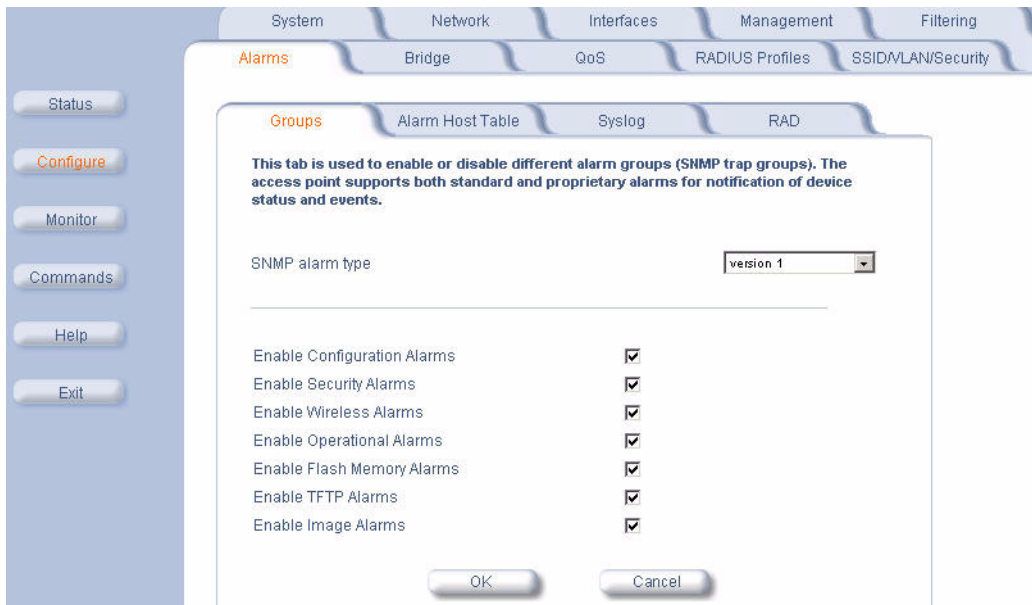 System Network Interfaces Management Filtering
Alarms Bridge QoS RADIUS Profiles SSID/VLAN/Security
Status
Configure
Monitor
Commands
Help
Exit
Groups Alarm Host Table Syslog RAD
This tab is used to enable or disable different alarm groups (SNMP trap groups). The
access point supports both standard and proprietary alarms for notification of device
status and events.
SNMP alarm type version 1
Enable Configuration Alarms
Enable Security Alarms
Enable Wireless Alarms
Enable Operational Alarms
Enable Flash Memory Alarms
Enable TFTP Alarms
Enable Image Alarms
OK Cancel